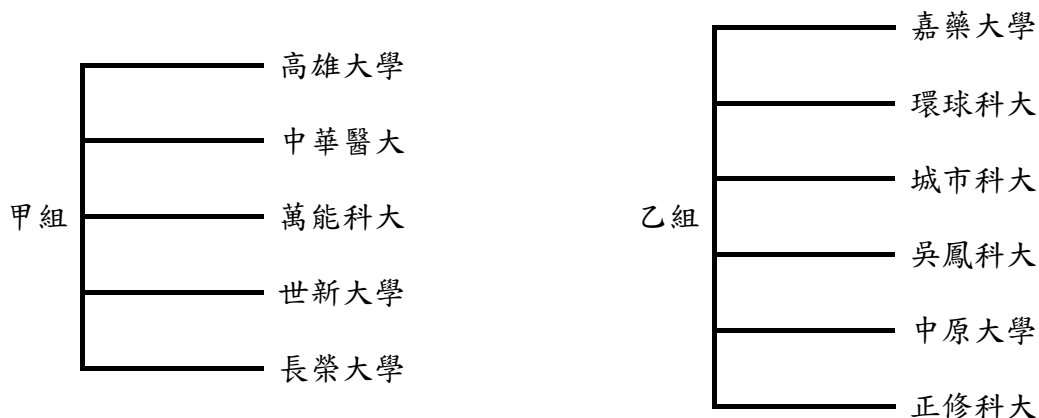 甲組
高雄大學
中華醫大
萬能科大
世新大學
長榮大學
乙組
嘉藥大學
環球科大
城市科大
吳鳳科大
中原大學
正修科大